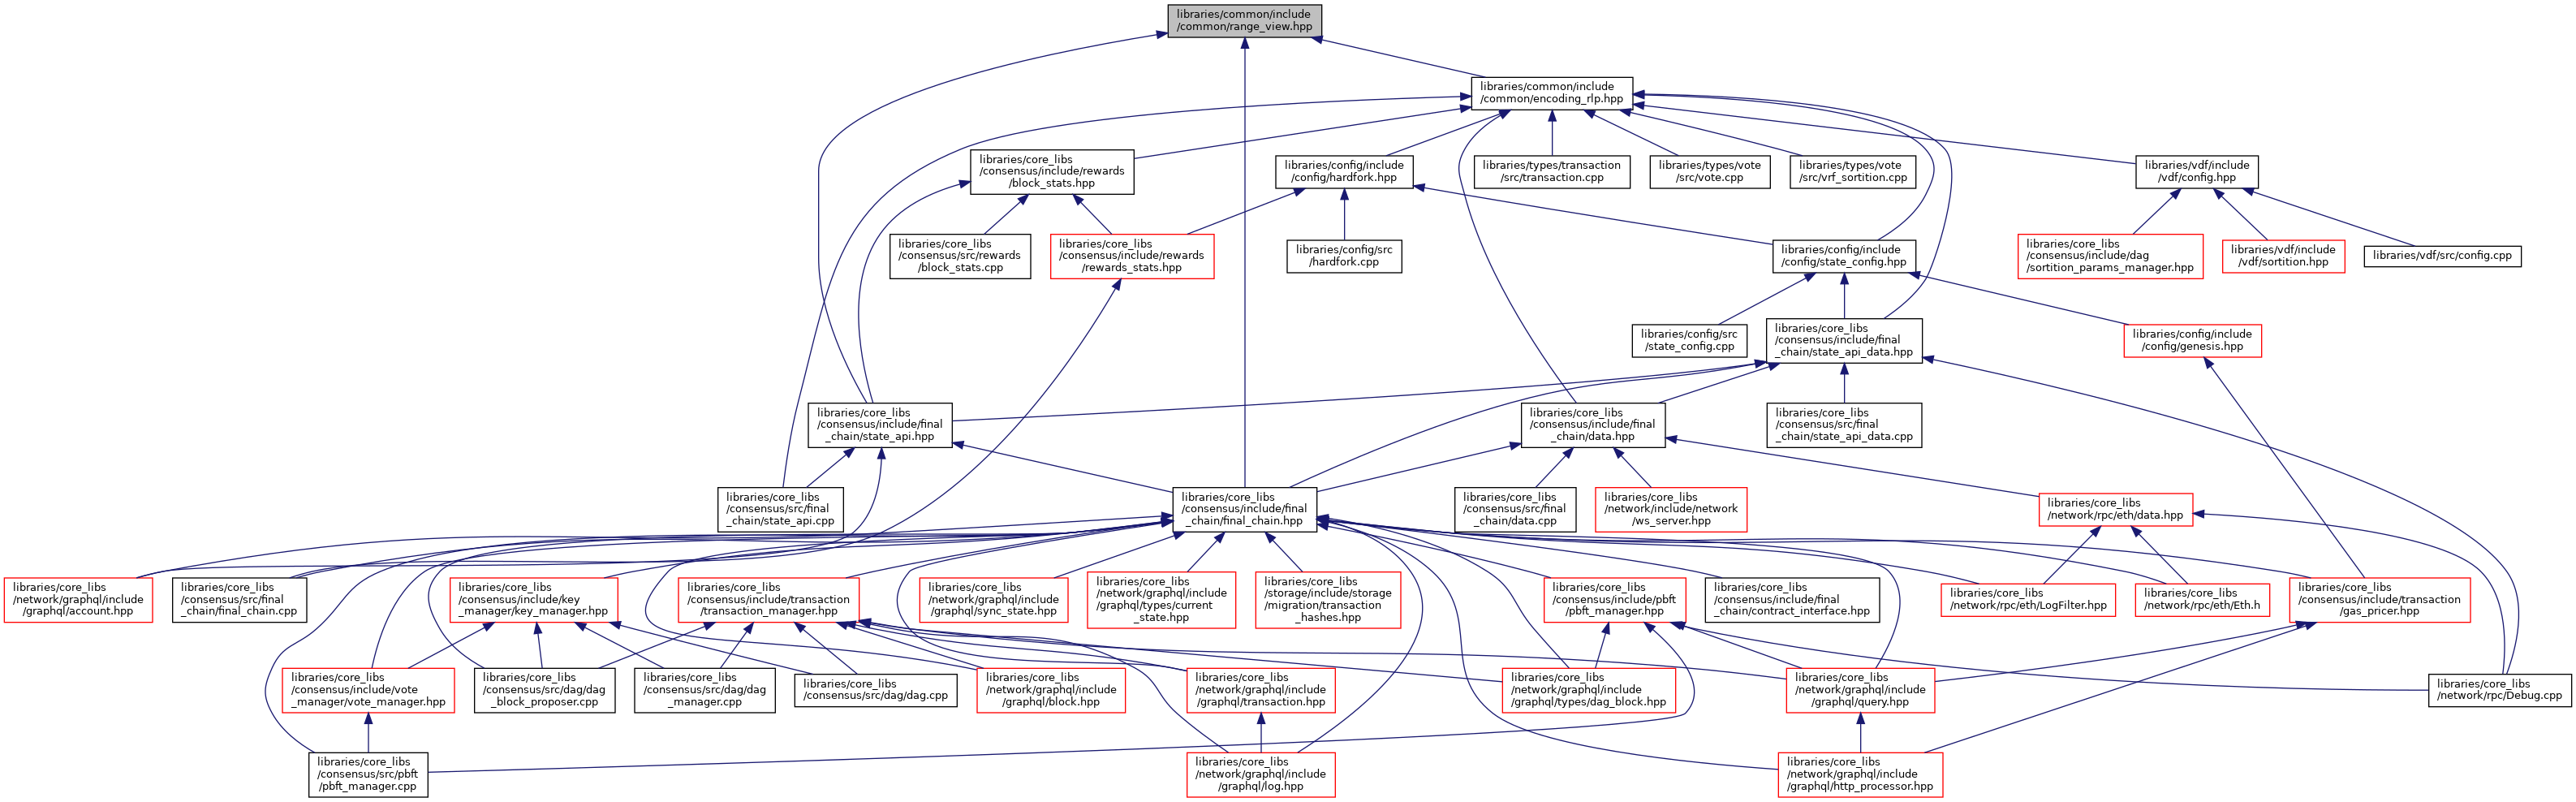 libraries/common/include
/common/range_view.hpp
libraries/common/include
/common/encoding_rlp.hpp
libraries/core_libs
/consensus/include/rewards
/block_stats.hpp
libraries/config/include
/config/hardfork.hpp
libraries/types/transaction
/src/transaction.cpp
libraries/types/vote
/src/vote.cpp
libraries/types/vote
/src/vrf_sortition.cpp
libraries/vdf/include
/vdf/config.hpp
libraries/core_libs
/consensus/src/rewards
/block_stats.cpp
libraries/core_libs
/consensus/include/rewards
/rewards_stats.hpp
libraries/config/src
/hardfork.cpp
libraries/config/include
/config/state_config.hpp
libraries/core_libs
/consensus/include/dag
/sortition_params_manager.hpp
libraries/vdf/include
/vdf/sortition.hpp
libraries/vdf/src/config.cpp
libraries/config/src
/state_config.cpp
libraries/core_libs
/consensus/include/final
_chain/state_api_data.hpp
libraries/config/include
/config/genesis.hpp
libraries/core_libs
/consensus/include/final
_chain/state_api.hpp
libraries/core_libs
/consensus/include/final
_chain/data.hpp
libraries/core_libs
/consensus/src/final
_chain/state_api_data.cpp
libraries/core_libs
/consensus/src/final
_chain/state_api.cpp
libraries/core_libs
/consensus/include/final
_chain/final_chain.hpp
libraries/core_libs
/consensus/src/final
_chain/data.cpp
libraries/core_libs
/network/include/network
/ws_server.hpp
libraries/core_libs
/network/rpc/eth/data.hpp
libraries/core_libs
/network/graphql/include
/graphql/account.hpp
libraries/core_libs
/consensus/src/final
_chain/final_chain.cpp
libraries/core_libs
/consensus/include/key
_manager/key_manager.hpp
libraries/core_libs
/consensus/include/transaction
/transaction_manager.hpp
libraries/core_libs
/network/graphql/include
/graphql/sync_state.hpp
libraries/core_libs
/network/graphql/include
/graphql/types/current
_state.hpp
libraries/core_libs
/storage/include/storage
/migration/transaction
_hashes.hpp
libraries/core_libs
/consensus/include/pbft
/pbft_manager.hpp
libraries/core_libs
/consensus/include/final
_chain/contract_interface.hpp
libraries/core_libs
/network/rpc/eth/LogFilter.hpp
libraries/core_libs
/network/rpc/eth/Eth.h
libraries/core_libs
/consensus/include/transaction
/gas_pricer.hpp
libraries/core_libs
/consensus/include/vote
_manager/vote_manager.hpp
libraries/core_libs
/consensus/src/dag/dag
_block_proposer.cpp
libraries/core_libs
/consensus/src/dag/dag
_manager.cpp
libraries/core_libs
/consensus/src/dag/dag.cpp
libraries/core_libs
/network/graphql/include
/graphql/block.hpp
libraries/core_libs
/network/graphql/include
/graphql/transaction.hpp
libraries/core_libs
/network/graphql/include
/graphql/types/dag_block.hpp
libraries/core_libs
/network/graphql/include
/graphql/query.hpp
libraries/core_libs
/network/rpc/Debug.cpp
libraries/core_libs
/consensus/src/pbft
/pbft_manager.cpp
libraries/core_libs
/network/graphql/include
/graphql/log.hpp
libraries/core_libs
/network/graphql/include
/graphql/http_processor.hpp